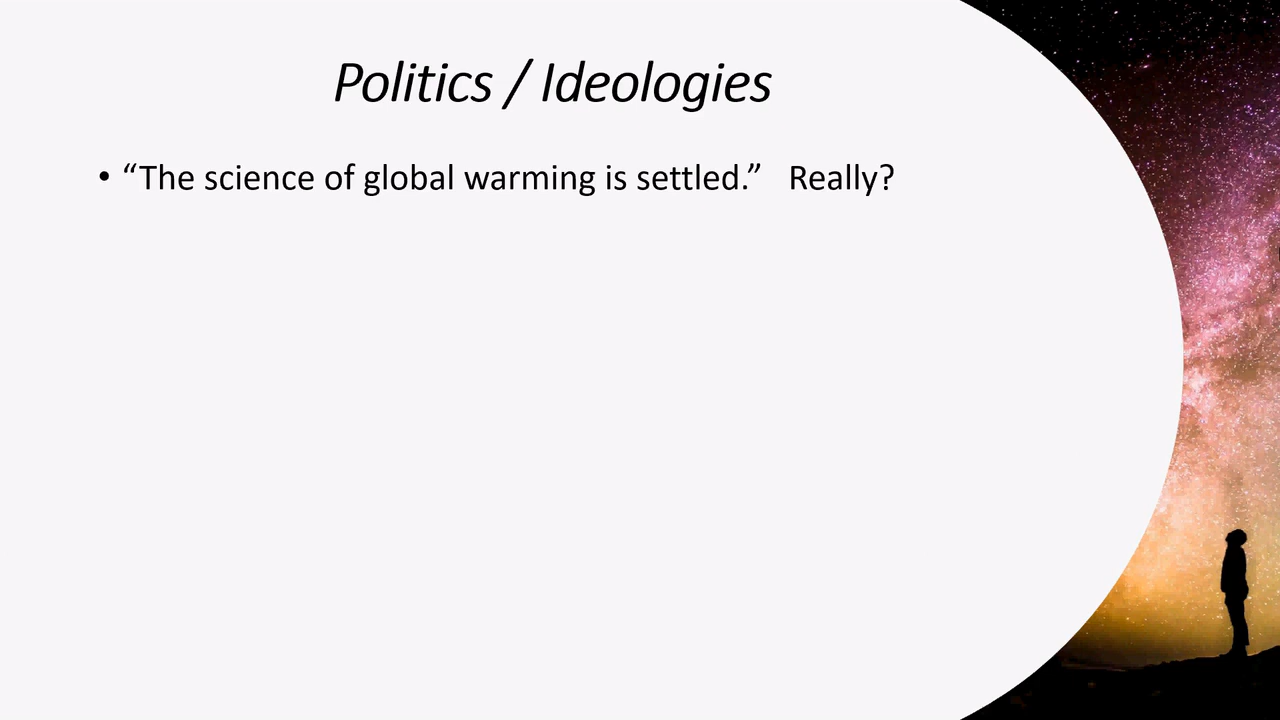 Politics / Ideologies
• “The science of global warming is settled.”   Really?